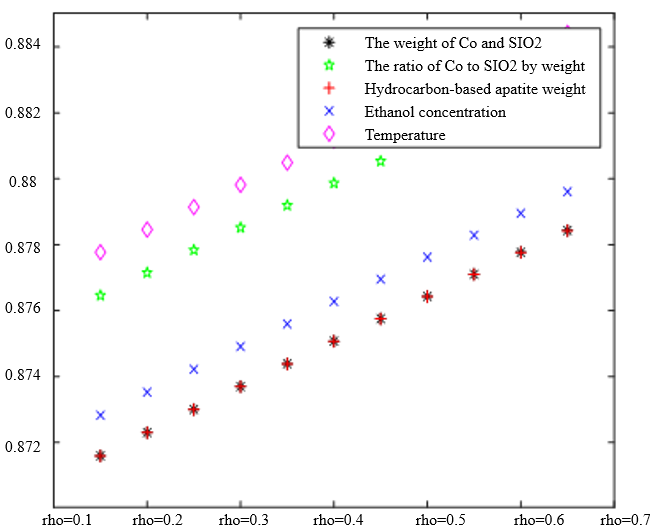 0.884
0.882
0.88
0.878
0.876
0.874
0.872
The weight of Co and SIO2
The ratio of Co to SIO2 by weight
Hydrocarbon-based apatite weight
Ethanol concentration
Temperature
rho=0.1 rho=0.2 rho=0.3 rho=0.4 rho=0.5 rho=0.6 rho=0.7